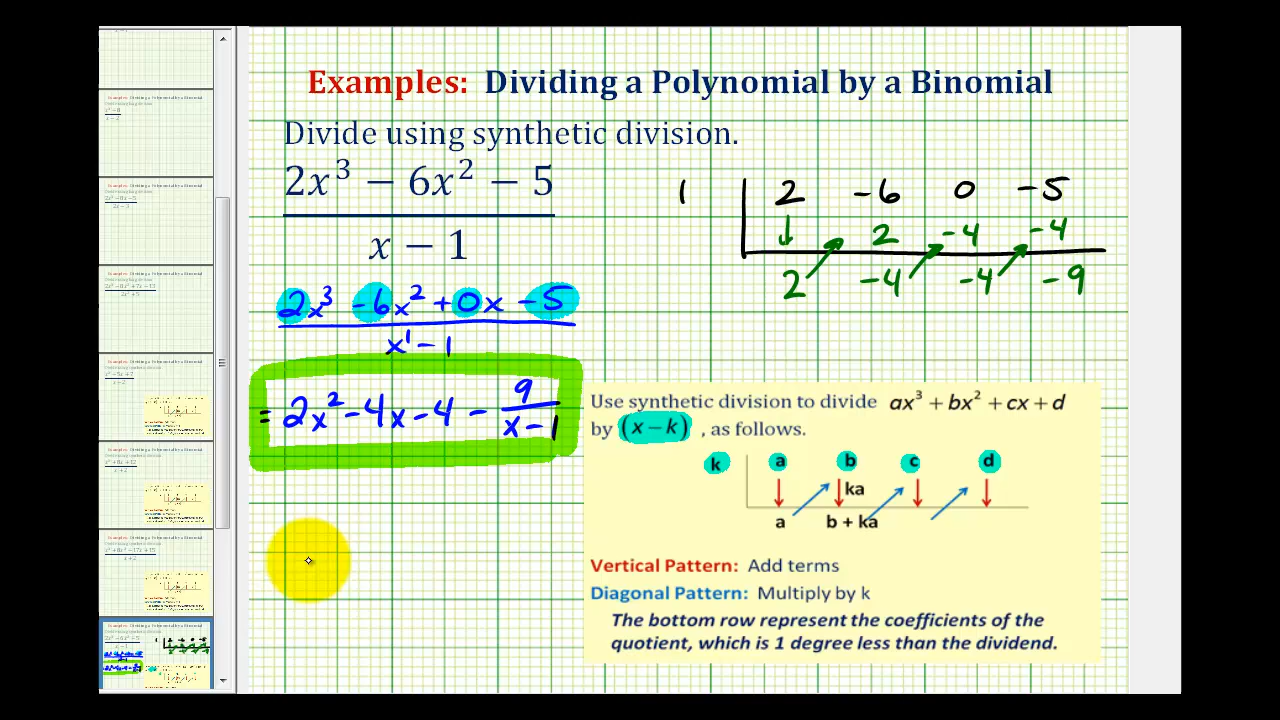 Examples: Dividing a Polynomial by a Binomial
Divide using synthetic division.
2x³ − 6x² − 5
x − 1
1 2 -6 0 -5
2 -4 -4
2 -4 -4 -9
2x³ -6x² +0x -5
x¹ - 1
= 2x² - 4x - 4 - 9
x - 1
Use synthetic division to divide ax³ + bx² + cx + d
by (x − k) , as follows.
k a b c d
ka
a b + ka
Vertical Pattern: Add terms
Diagonal Pattern: Multiply by k
The bottom row represent the coefficients of the
quotient, which is 1 degree less than the dividend.